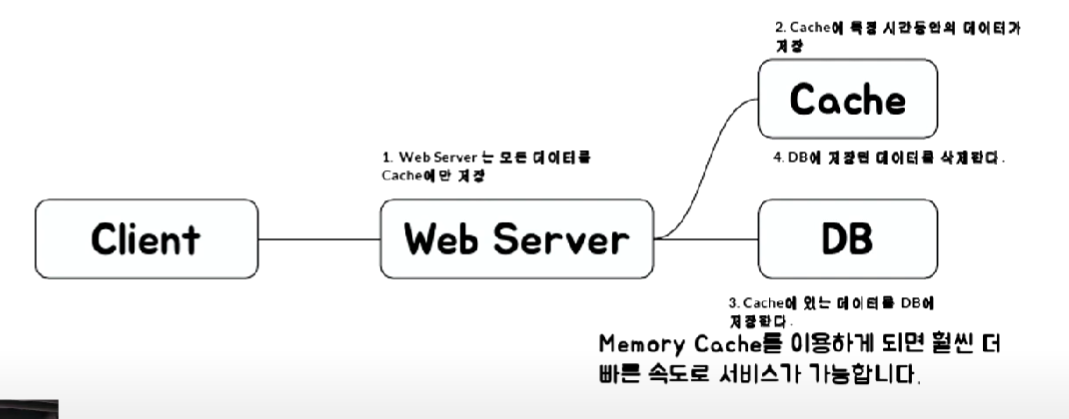 2. Cache에 특정 시간동안의 데이터가
저장
Cache
1. Web Server 는 모든 데이터를
Cache에만 저장
4. DB에 저장된 데이터를 삭제한다.
Client
Web Server
DB
3. Cache에 있는 데이터를 DB에
저장한다.
Memory Cache를 이용하게 되면 훨씬 더
빠른 속도로 서비스가 가능합니다.